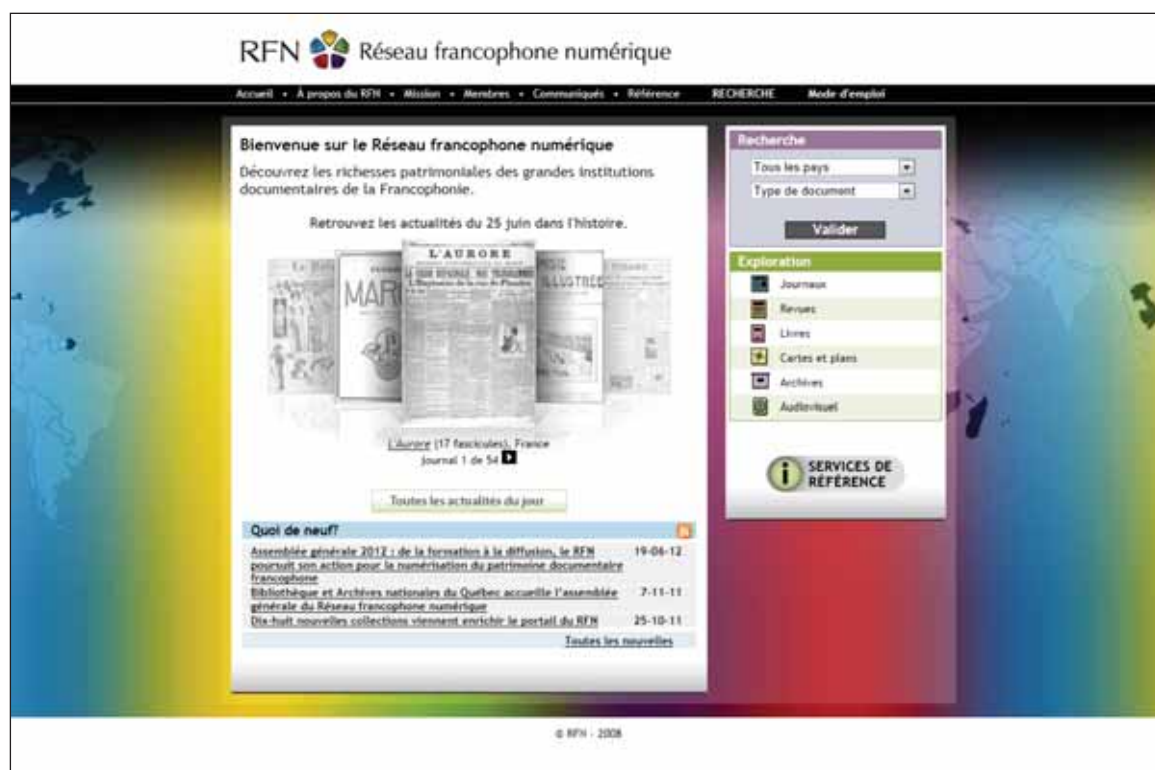 RFN Réseau francophone numérique
Accueil • À propos du RFN • Mission • Membres • Communiqués • Référence RECHERCHE Mode d'emploi
Bienvenue sur le Réseau francophone numérique
Découvrez les richesses patrimoniales des grandes institutions
documentaires de la Francophonie.
Retrouvez les actualités du 25 juin dans l'histoire.
L'AURORE
MAR
ILLUSTRÉE
L'Aurore (17 fascicules), France
Journal 1 de 54
Toutes les actualités du jour
Quoi de neuf?
Assemblée générale 2012 : de la formation à la diffusion, le RFN 19-06-12
poursuit son action pour la numérisation du patrimoine documentaire
francophone
Bibliothèque et Archives nationales du Québec accueille l'assemblée 7-11-11
générale du Réseau francophone numérique
Dix-huit nouvelles collections viennent enrichir le portail du RFN 25-10-11
Toutes les nouvelles
Recherche
Tous les pays
Type de document
Valider
Exploration
Journaux
Revues
Livres
Cartes et plans
Archives
Audiovisuel
i SERVICES DE
RÉFÉRENCE
© RFN - 2008